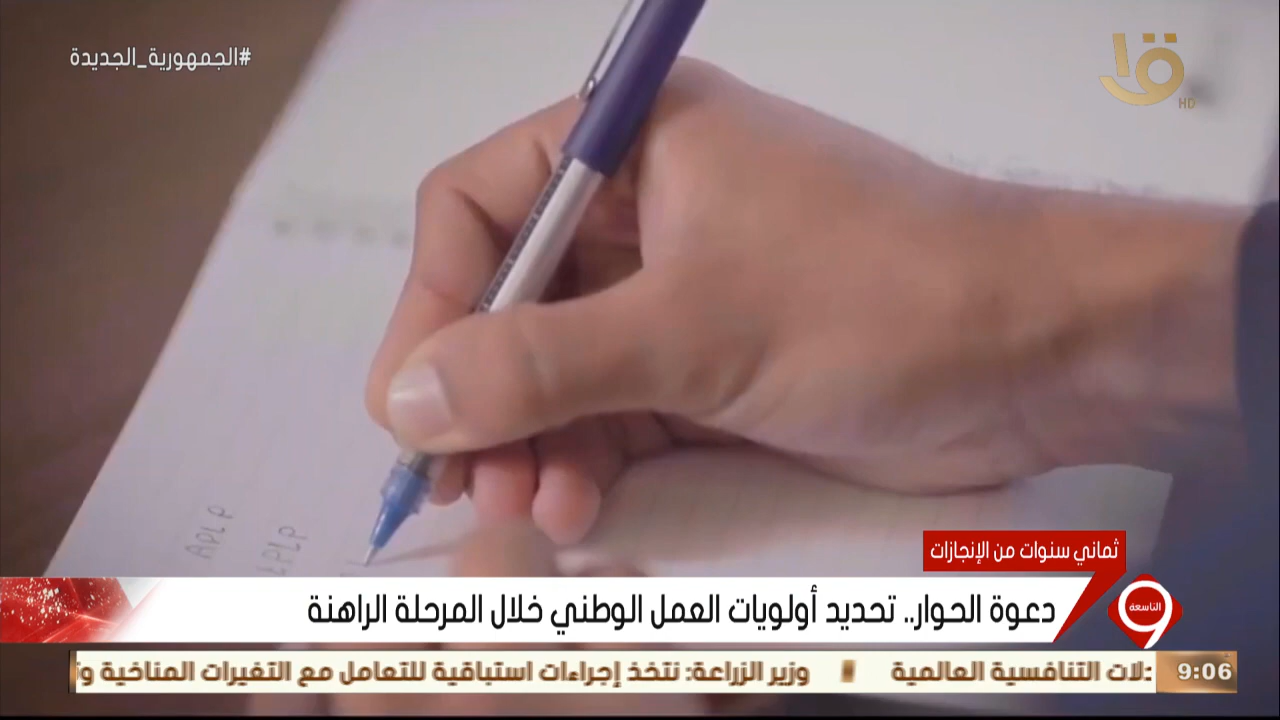 #الجمهورية_الجديدة
HD
ثماني سنوات من الإنجازات
التاسعة
دعوة الحوار.. تحديد أولويات العمل الوطني خلال المرحلة الراهنة
9:06
التنافسية العالمية
وزير الزراعة: نتخذ إجراءات استباقية للتعامل مع التغيرات المناخية